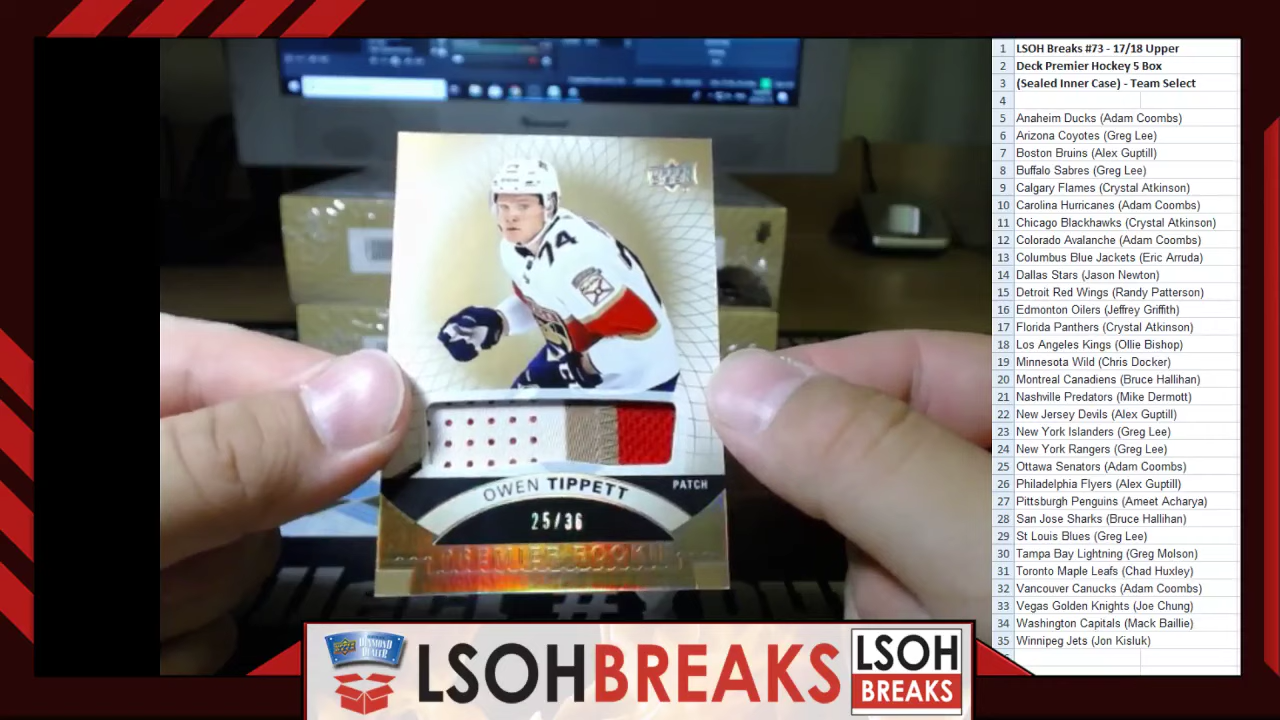 74
OWEN TIPPETT
PATCH
25/36
PREMIER ROOKIE
LSOHBREAKS
LSOH
BREAKS
1 LSOH Breaks #73 - 17/18 Upper
2 Deck Premier Hockey 5 Box
3 (Sealed Inner Case) - Team Select
4
5 Anaheim Ducks (Adam Coombs)
6 Arizona Coyotes (Greg Lee)
7 Boston Bruins (Alex Guptill)
8 Buffalo Sabres (Greg Lee)
9 Calgary Flames (Crystal Atkinson)
10 Carolina Hurricanes (Adam Coombs)
11 Chicago Blackhawks (Crystal Atkinson)
12 Colorado Avalanche (Adam Coombs)
13 Columbus Blue Jackets (Eric Arruda)
14 Dallas Stars (Jason Newton)
15 Detroit Red Wings (Randy Patterson)
16 Edmonton Oilers (Jeffrey Griffith)
17 Florida Panthers (Crystal Atkinson)
18 Los Angeles Kings (Ollie Bishop)
19 Minnesota Wild (Chris Docker)
20 Montreal Canadiens (Bruce Hallihan)
21 Nashville Predators (Mike Dermott)
22 New Jersey Devils (Alex Guptill)
23 New York Islanders (Greg Lee)
24 New York Rangers (Greg Lee)
25 Ottawa Senators (Adam Coombs)
26 Philadelphia Flyers (Alex Guptill)
27 Pittsburgh Penguins (Ameet Acharya)
28 San Jose Sharks (Bruce Hallihan)
29 St Louis Blues (Greg Lee)
30 Tampa Bay Lightning (Greg Molson)
31 Toronto Maple Leafs (Chad Huxley)
32 Vancouver Canucks (Adam Coombs)
33 Vegas Golden Knights (Joe Chung)
34 Washington Capitals (Mack Baillie)
35 Winnipeg Jets (Jon Kisluk)